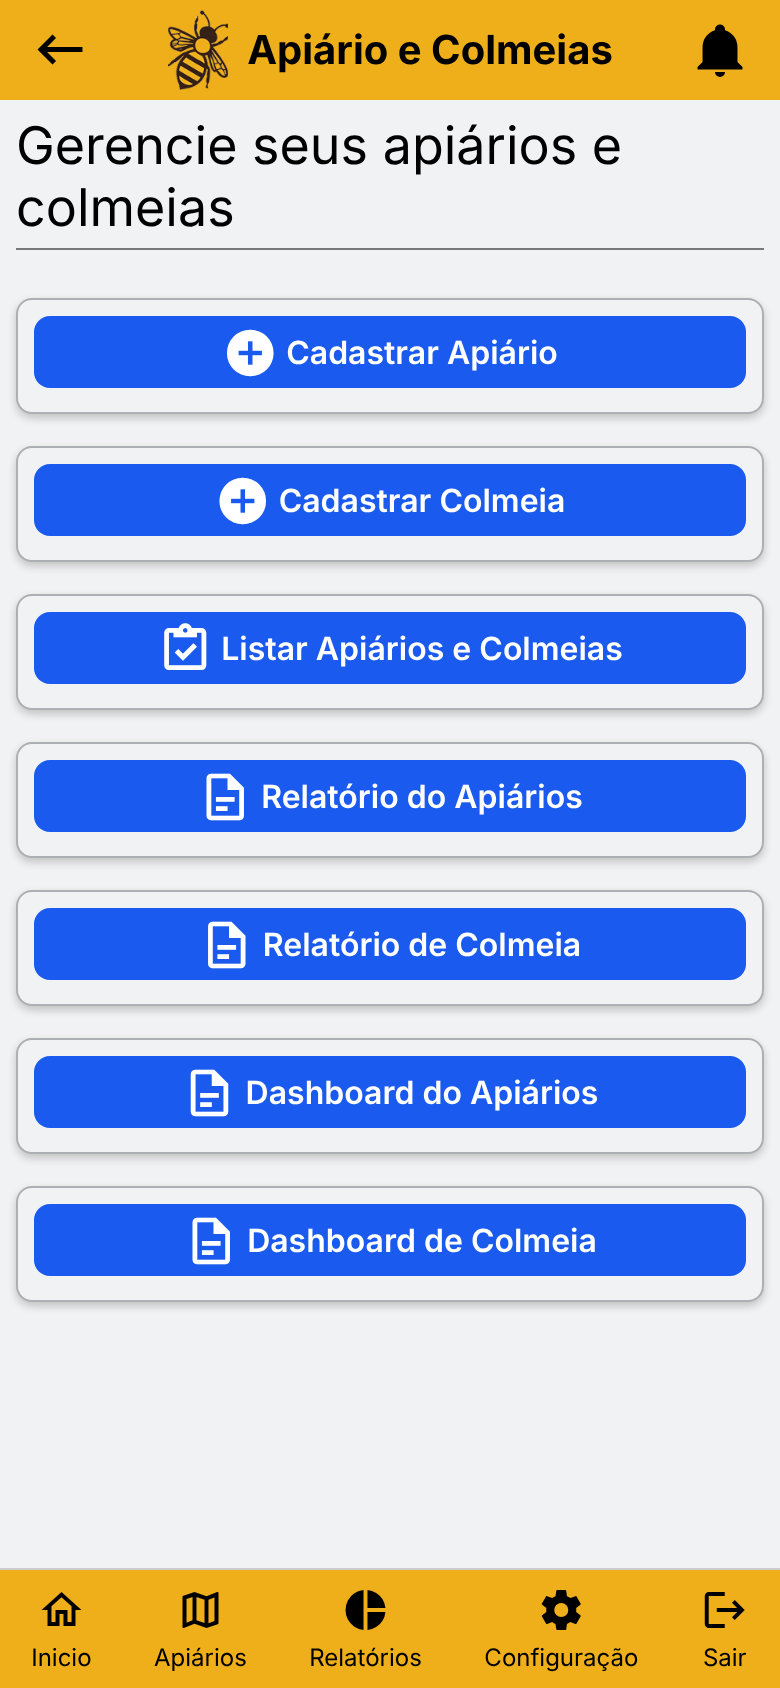 Apiário e Colmeias
Gerencie seus apiários e
colmeias
Cadastrar Apiário
Cadastrar Colmeia
Listar Apiários e Colmeias
Relatório do Apiários
Relatório de Colmeia
Dashboard do Apiários
Dashboard de Colmeia
Inicio
Apiários
Relatórios
Configuração
Sair